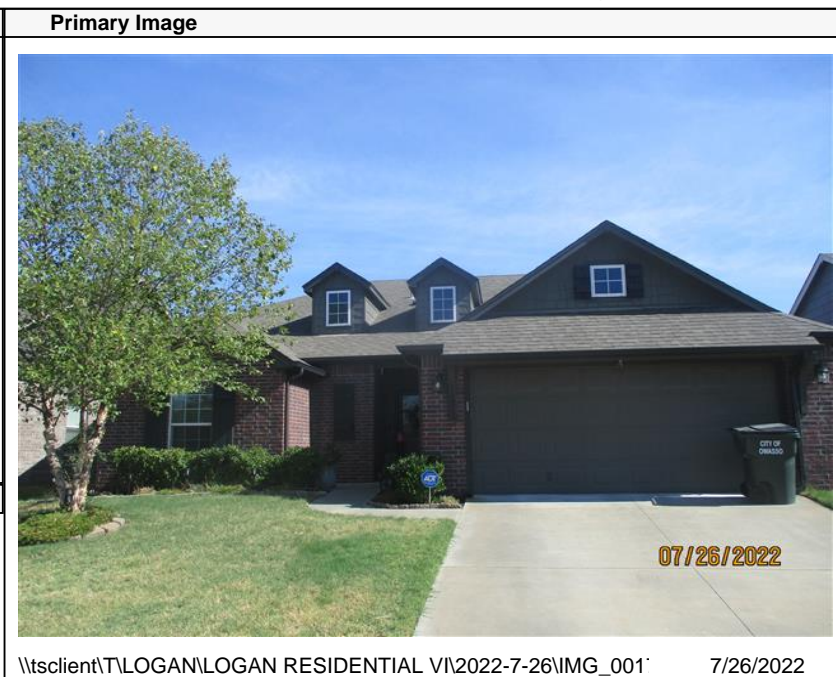 Primary Image
ADT
CITY OF
OWASSO
07/26/2022
\\tsclient\T\LOGAN\LOGAN RESIDENTIAL VI\2022-7-26\IMG_001 7/26/2022